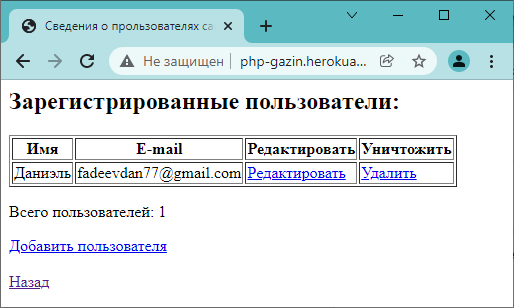 Сведения о прользователях са
Не защищен
php-gazin.herokua...
Зарегистрированные пользователи:
Имя E-mail Редактировать Уничтожить
Даниэль fadeevdan77@gmail.com Редактировать Удалить
Всего пользователей: 1
Добавить пользователя
Назад